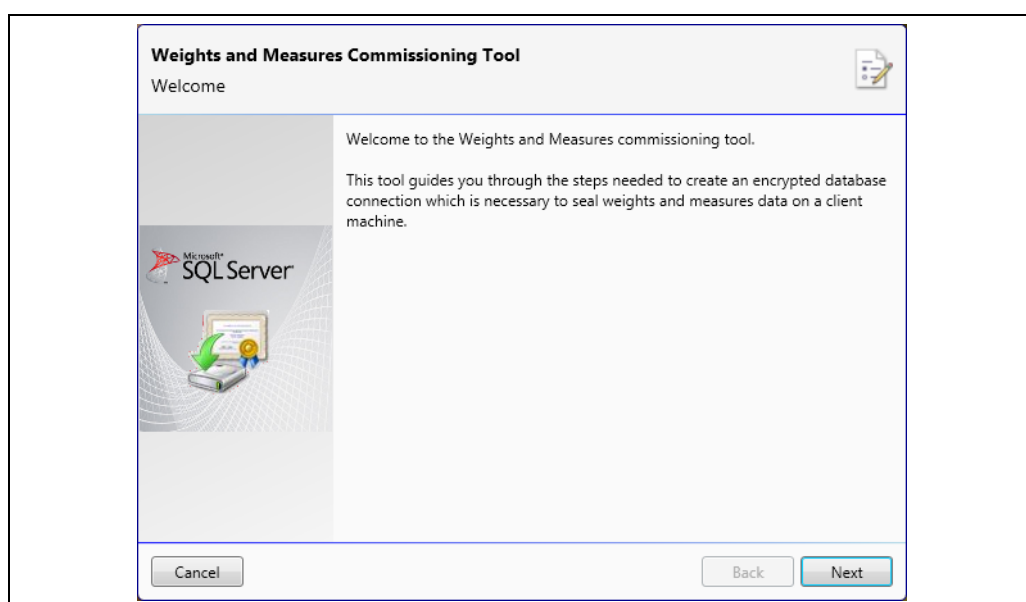 Weights and Measures Commissioning Tool
Welcome
Welcome to the Weights and Measures commissioning tool.
This tool guides you through the steps needed to create an encrypted database
connection which is necessary to seal weights and measures data on a client
machine.
Microsoft®
SQL Server
Cancel
Back
Next